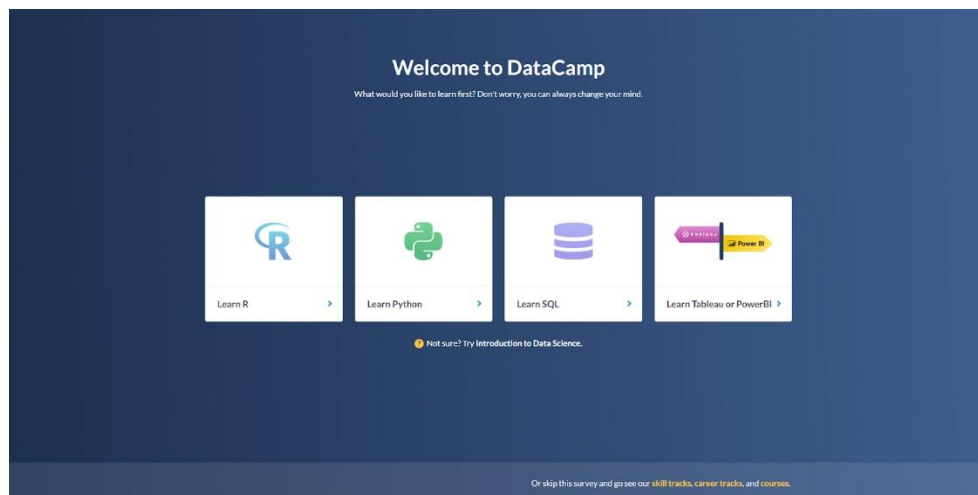 Welcome to DataCamp
What would you like to learn first? Don't worry, you can always change your mind.
R
tableau
Power BI
Learn R
Learn Python
Learn SQL
Learn Tableau or PowerBI
? Not sure? Try Introduction to Data Science.
Or skip this survey and go see our skill tracks, career tracks, and courses.